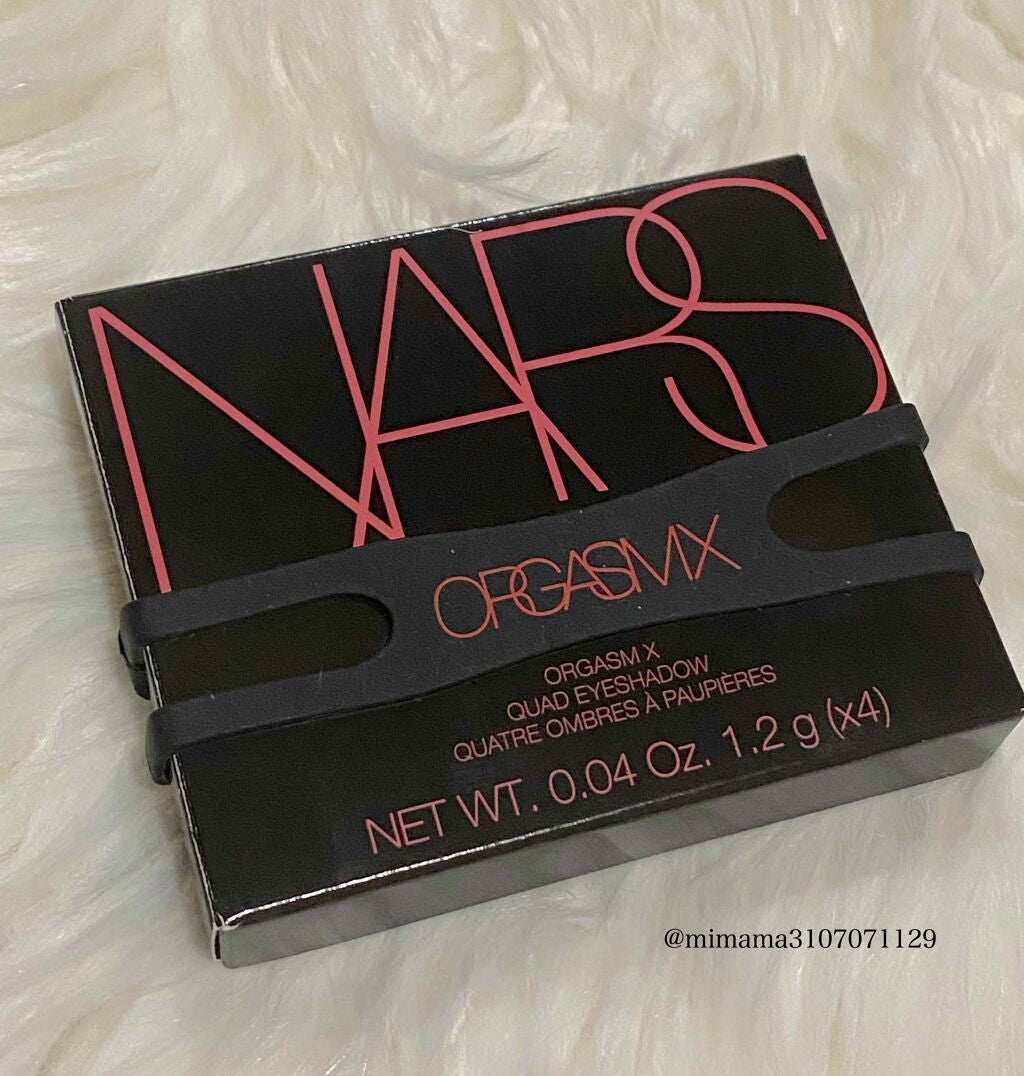 NARS
ORGASM X
ORGASM X
QUAD EYESHADOW
QUATRE OMBRES À PAUPIÈRES
NET WT. 0.04 Oz. 1.2 g (x4)
@mimama3107071129